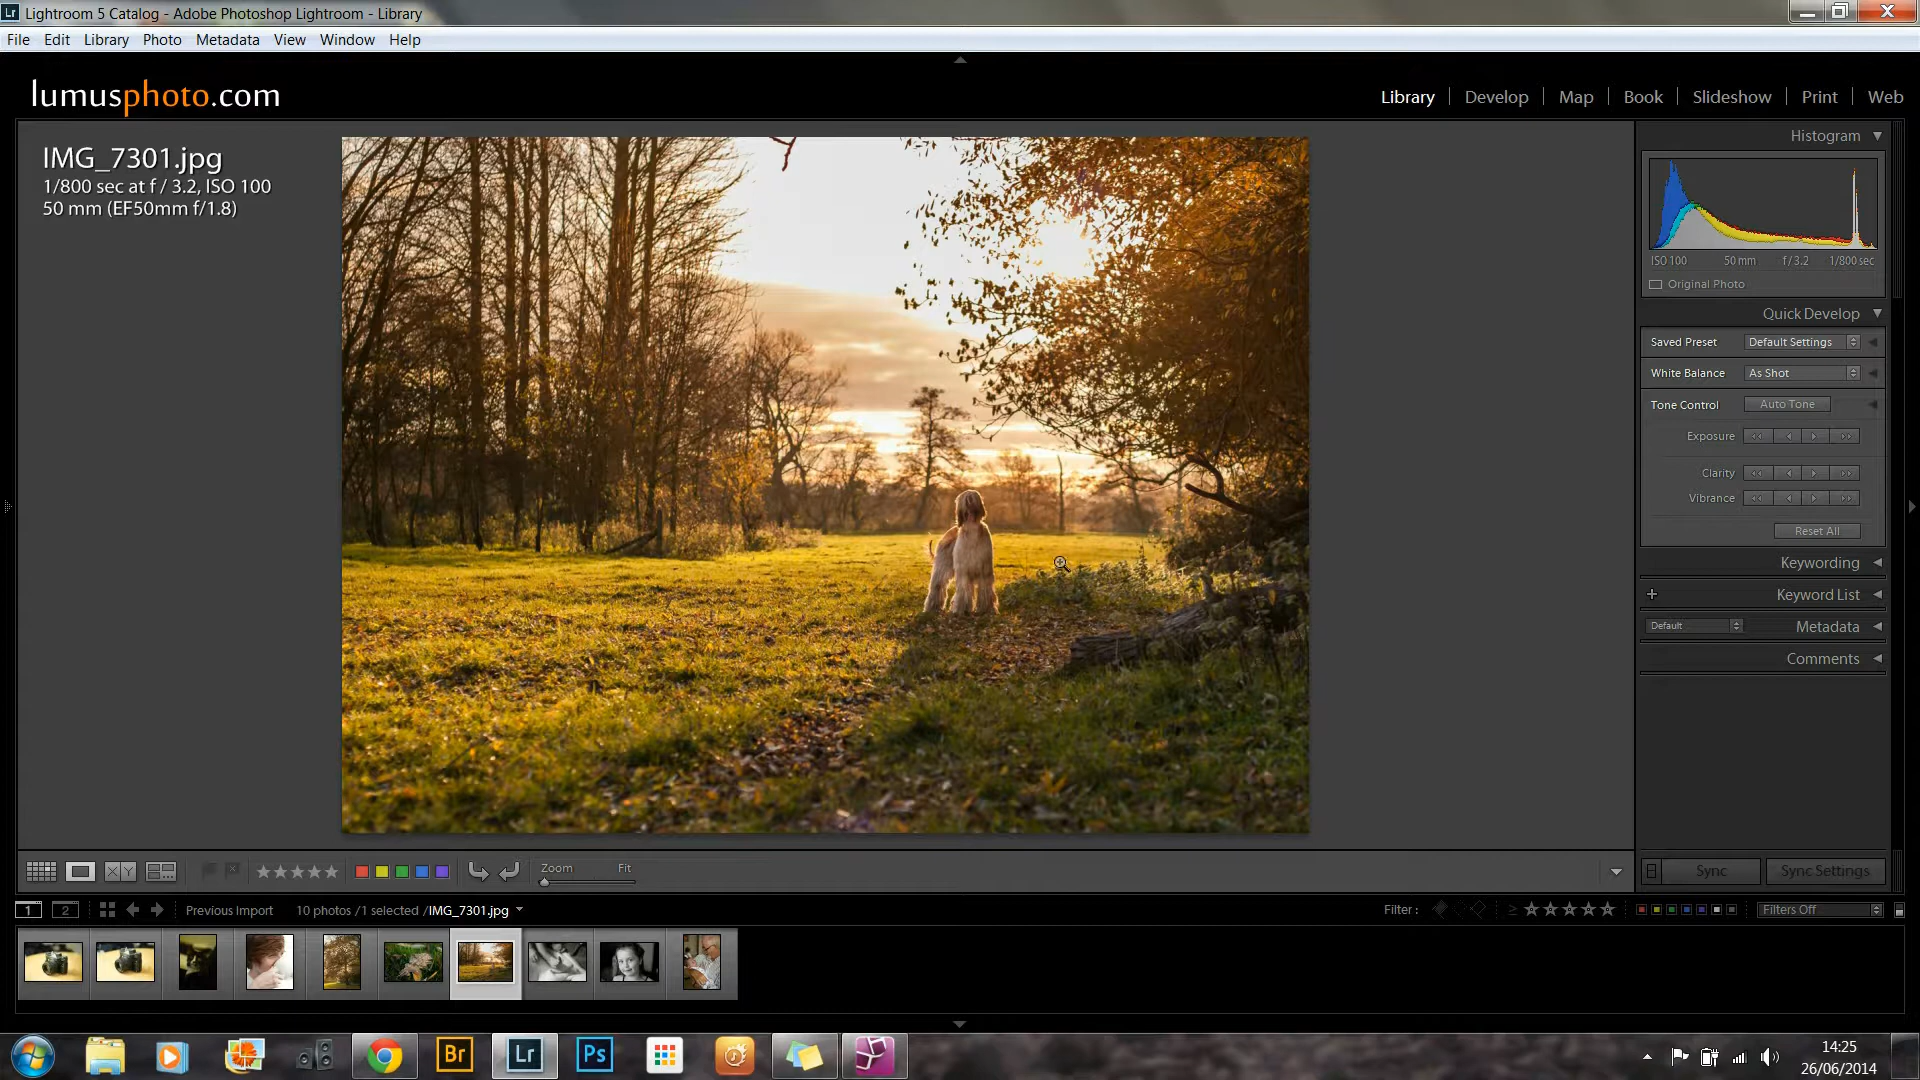 Lr Lightroom 5 Catalog - Adobe Photoshop Lightroom - Library
File Edit Library Photo Metadata View Window Help
lumusphoto.com
Library Develop Map Book Slideshow Print Web
IMG_7301.jpg
1/800 sec at f / 3.2, ISO 100
50 mm (EF50mm f/1.8)
Histogram
ISO 100 50 mm f / 3.2 1/800 sec
Original Photo
Quick Develop
Saved Preset Default Settings
White Balance As Shot
Tone Control Auto Tone
Exposure
Clarity
Vibrance
Reset All
Keywording
+ Keyword List
Default Metadata
Comments
X Y Zoom Fit
Sync Sync Settings
1 2 Previous Import 10 photos / 1 selected / IMG_7301.jpg Filter : ≥ Filters Off
Br Lr Ps
14:25
26/06/2014